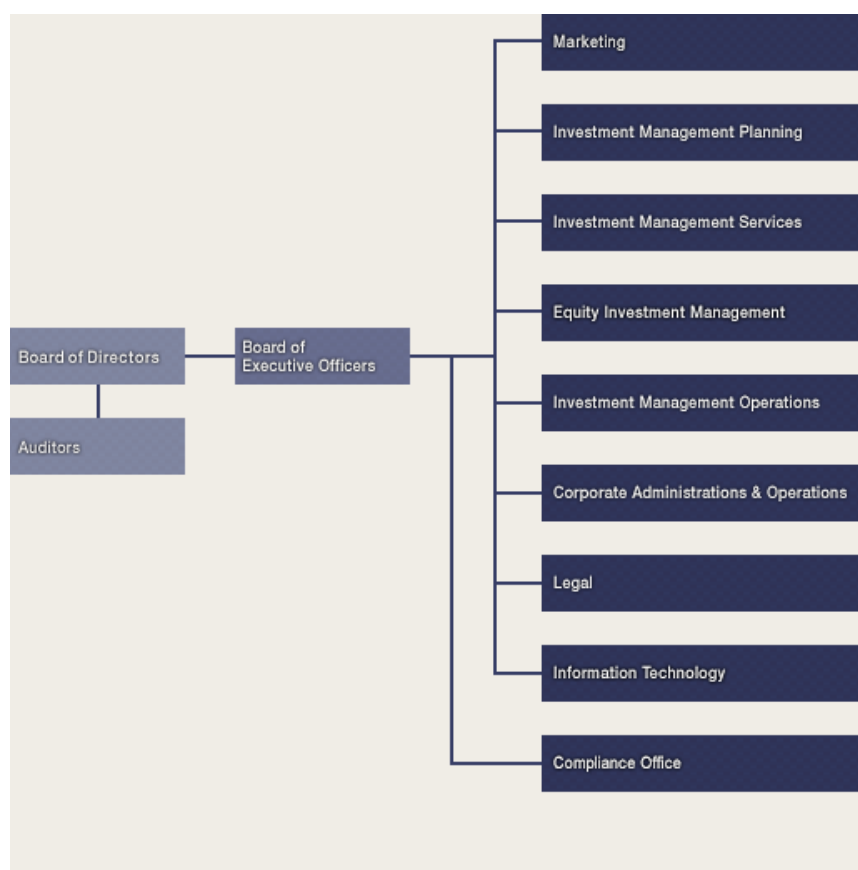 Marketing
Investment Management Planning
Investment Management Services
Equity Investment Management
Board of Directors
Board of
Executive Officers
Investment Management Operations
Auditors
Corporate Administrations & Operations
Legal
Information Technology
Compliance Office